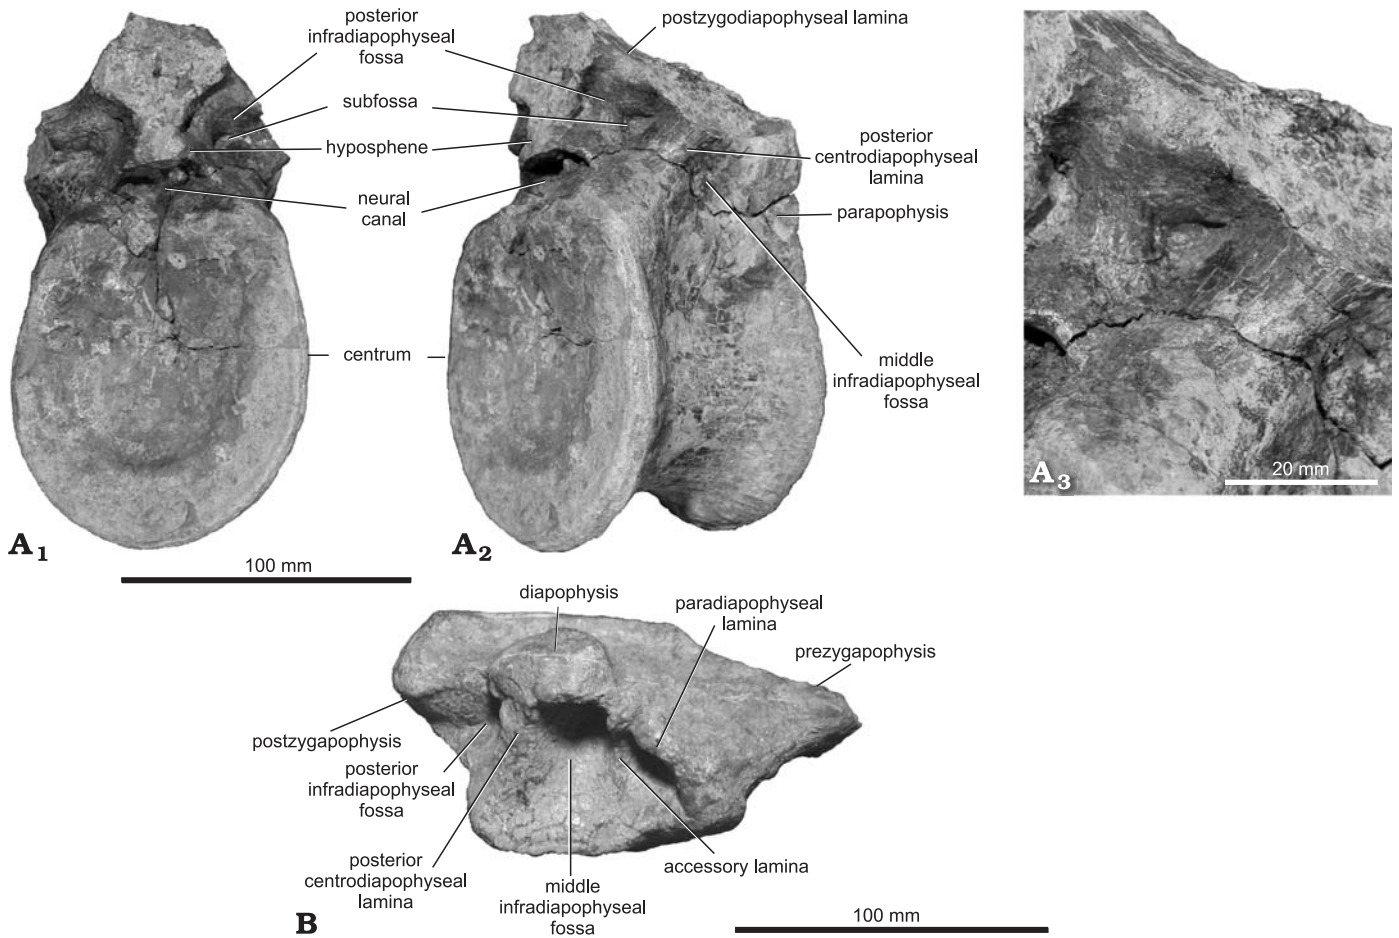 posterior
infradiapophyseal
fossa
subfossa
hyposphene
neural
canal
centrum
postzygodiapophyseal lamina
posterior
centrodiapophyseal
lamina
parapophysis
middle
infradiapophyseal
fossa
A1
A2
100 mm
A3
20 mm
diapophysis
paradiapophyseal
lamina
prezygapophysis
postzygapophysis
posterior
infradiapophyseal
fossa
posterior
centrodiapophyseal
lamina
middle
infradiapophyseal
fossa
accessory lamina
B
100 mm